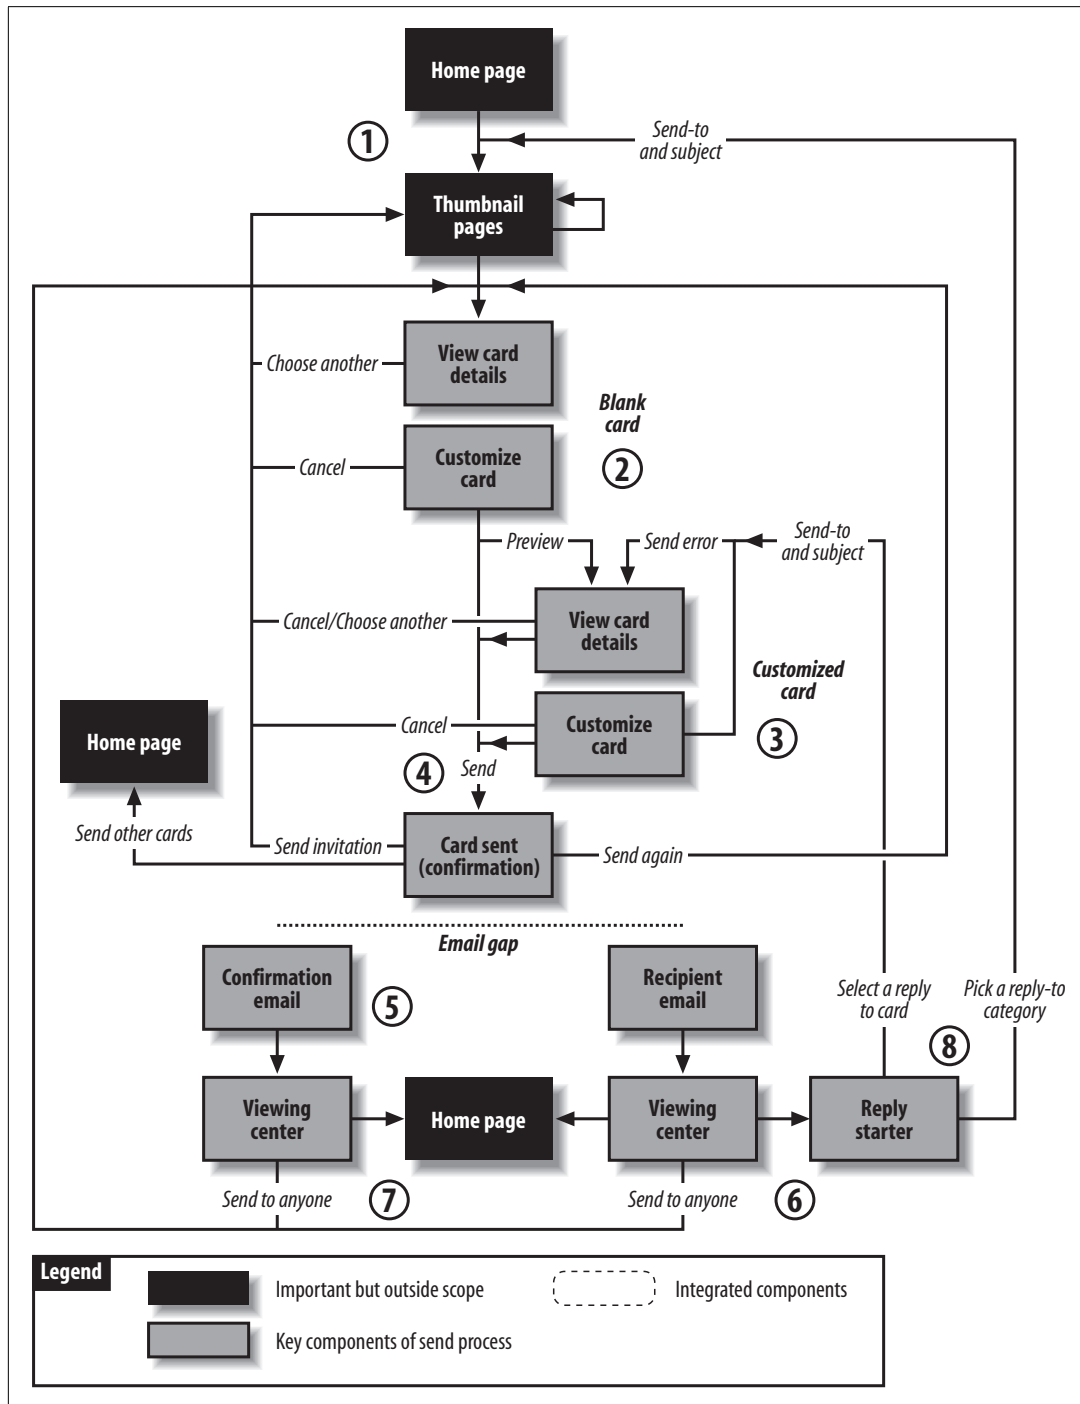 Home page
1
Send-to
and subject
Thumbnail
pages
View card
details
Choose another
Blank
card
2
Customize
card
Cancel
Preview
Send error
Send-to
and subject
Cancel/Choose another
View card
details
Customized
card
3
Home page
Cancel
Customize
card
4
Send
Send other cards
Send invitation
Card sent
(confirmation)
Send again
Email gap
Confirmation
email
5
Recipient
email
Select a reply
to card
Pick a reply-to
category
8
Viewing
center
Home page
Viewing
center
Reply
starter
Send to anyone
7
Send to anyone
6
Legend
Important but outside scope
Integrated components
Key components of send process